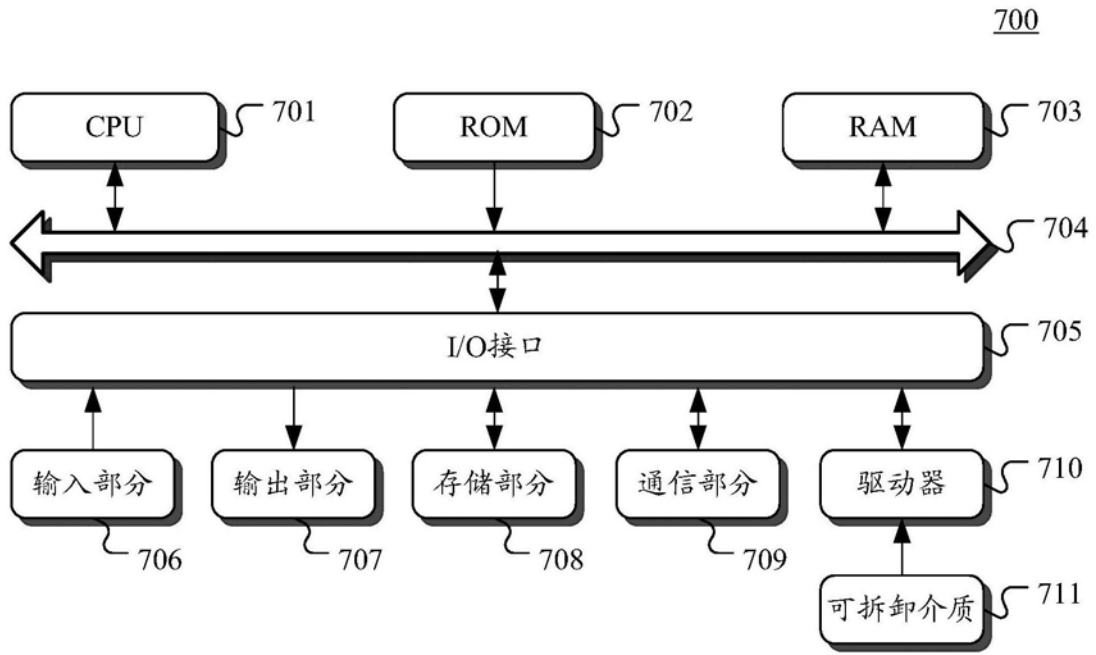 700
CPU
701
ROM
702
RAM
703
704
I/O接口
705
输入部分
输出部分
存储部分
通信部分
驱动器
710
706
707
708
709
可拆卸介质
711